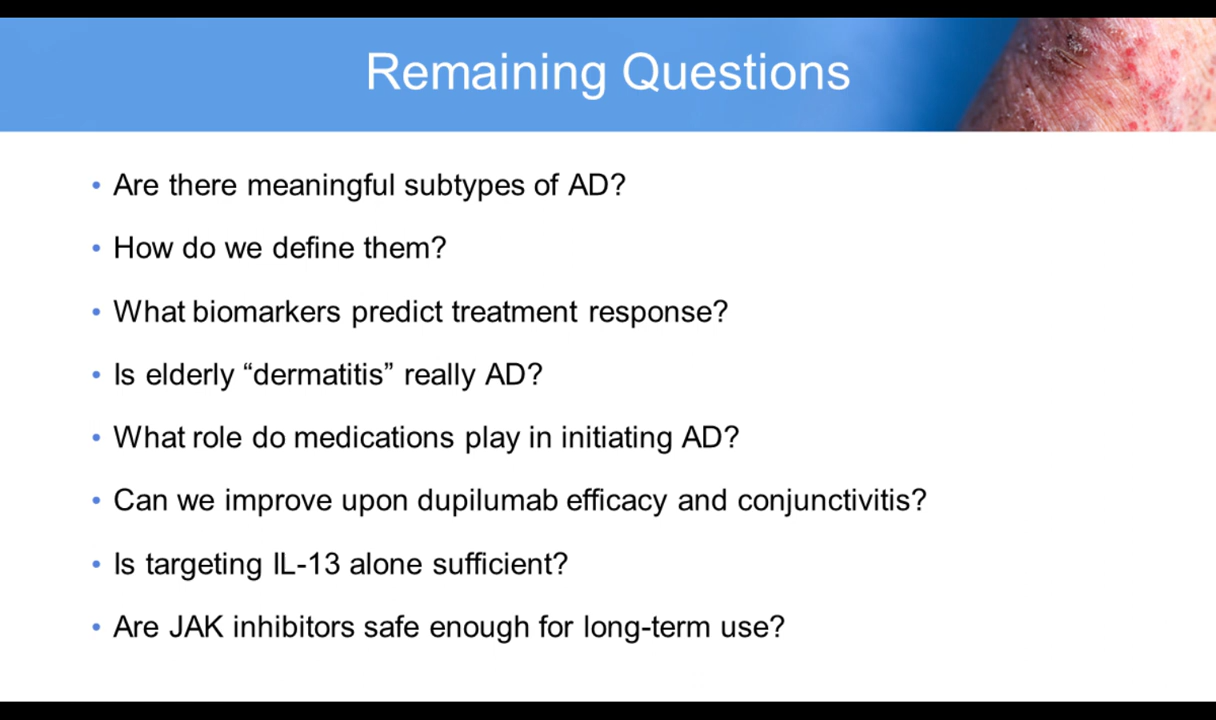 Remaining Questions
• Are there meaningful subtypes of AD?
• How do we define them?
• What biomarkers predict treatment response?
• Is elderly “dermatitis” really AD?
• What role do medications play in initiating AD?
• Can we improve upon dupilumab efficacy and conjunctivitis?
• Is targeting IL-13 alone sufficient?
• Are JAK inhibitors safe enough for long-term use?